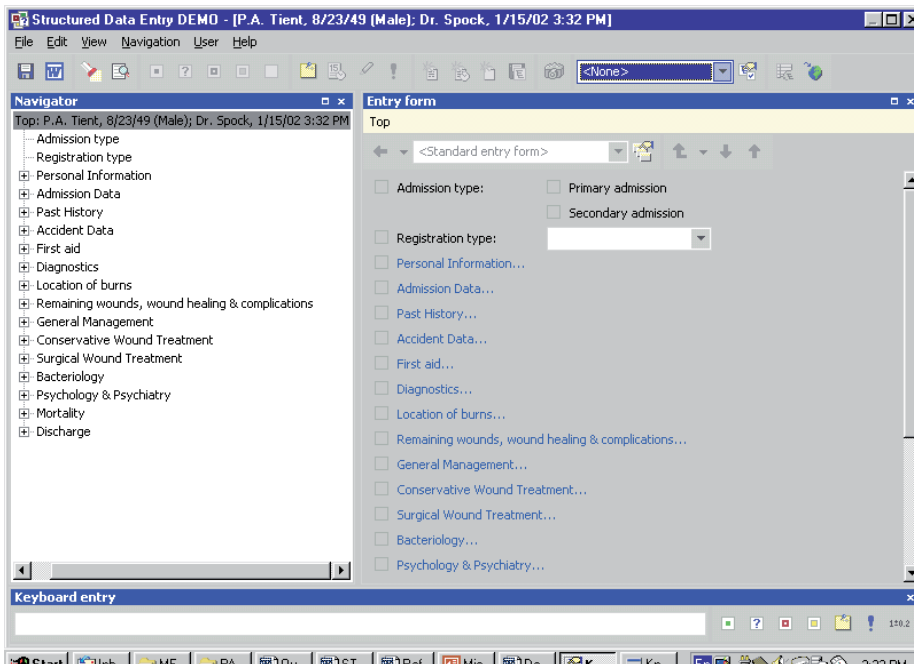 Structured Data Entry DEMO - [P.A. Tient, 8/23/49 (Male); Dr. Spock, 1/15/02 3:32 PM]
File Edit View Navigation User Help
<None>
Navigator
Top: P.A. Tient, 8/23/49 (Male); Dr. Spock, 1/15/02 3:32 PM
Admission type
Registration type
Personal Information
Admission Data
Past History
Accident Data
First aid
Diagnostics
Location of burns
Remaining wounds, wound healing & complications
General Management
Conservative Wound Treatment
Surgical Wound Treatment
Bacteriology
Psychology & Psychiatry
Mortality
Discharge
Entry form
Top
<Standard entry form>
Admission type: Primary admission
Secondary admission
Registration type:
Personal Information...
Admission Data...
Past History...
Accident Data...
First aid...
Diagnostics...
Location of burns...
Remaining wounds, wound healing & complications...
General Management...
Conservative Wound Treatment...
Surgical Wound Treatment...
Bacteriology...
Psychology & Psychiatry...
Keyboard entry
Start